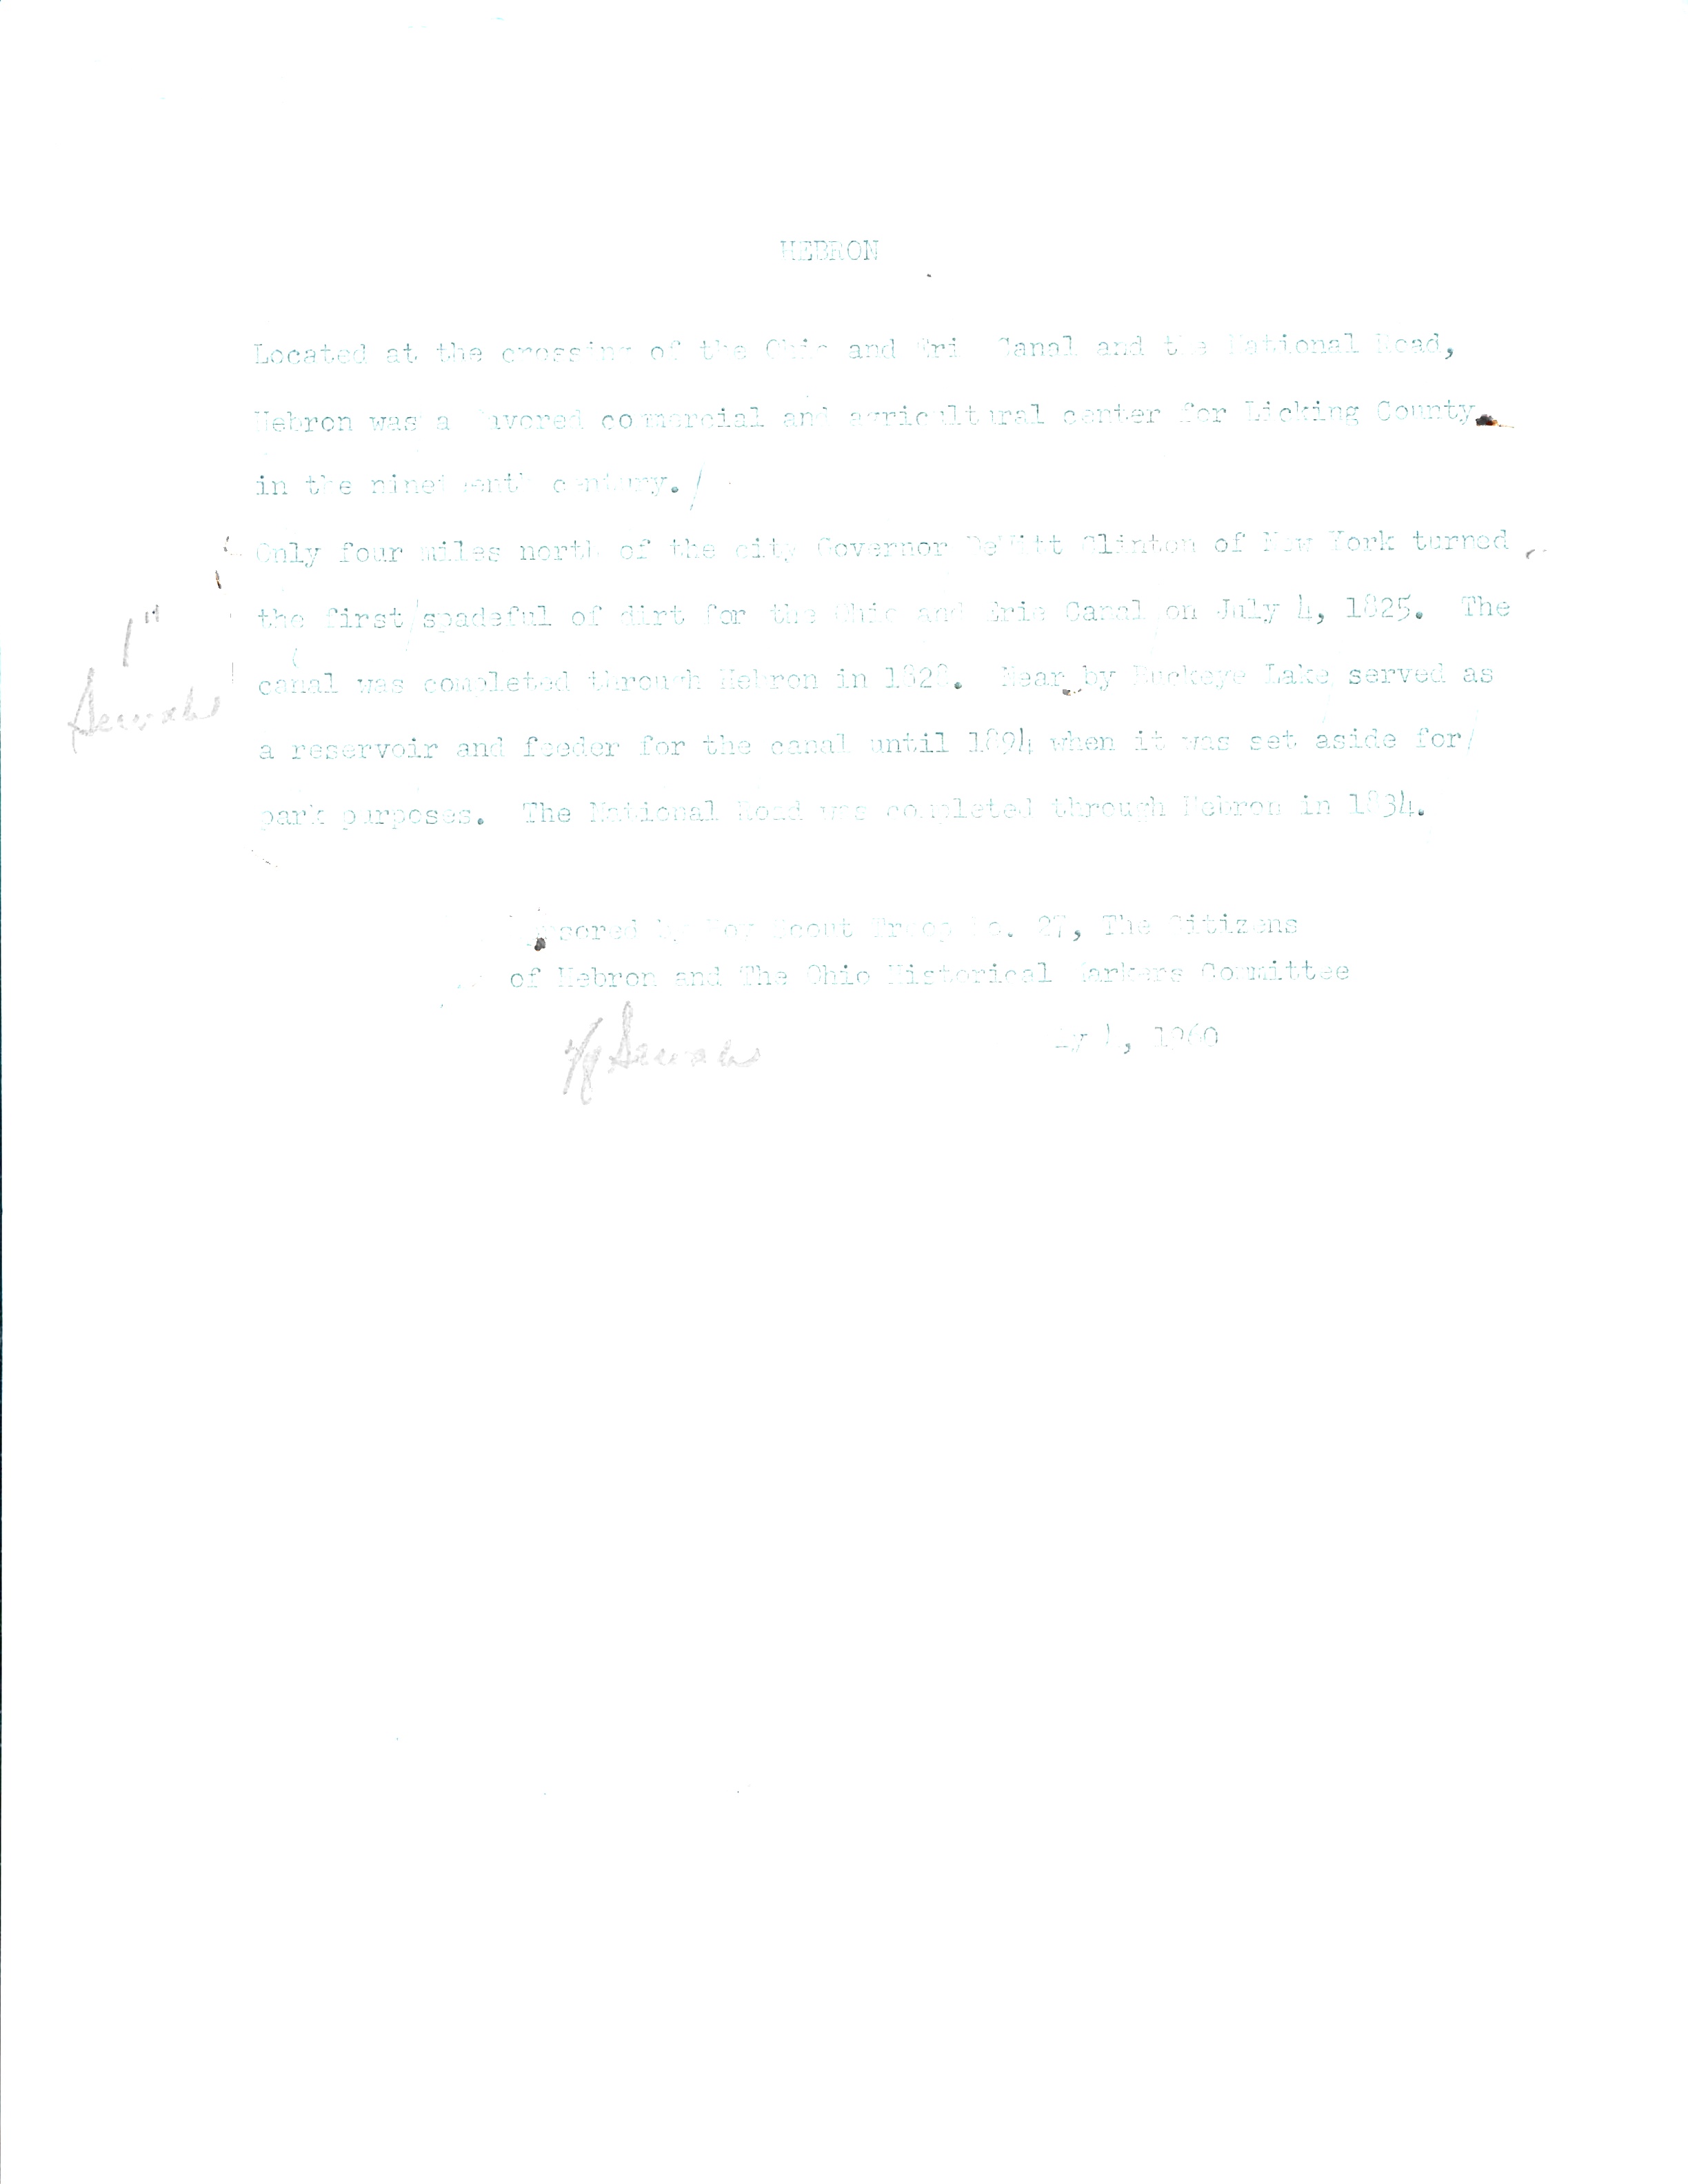 HEBRON
Located at the crossing of the Ohio and Erie Canal and the National Road,
Hebron was a favored commercial and agricultural center for Licking County
in the nineteenth century. /
Only four miles north of the city Governor DeWitt Clinton of New York turned
the first / spadeful of dirt for the Ohio and Erie Canal on July 4, 1825. The
1"
canal was completed through Hebron in 1828. Near by Buckeye Lake served as
a reservoir and feeder for the canal until 1894 when it was set aside for /
park purposes. The National Road was completed through Hebron in 1834.
Sponsored by Boy Scout Troop No. 27, The Citizens
of Hebron and The Ohio Historical Markers Committee
4, 1960